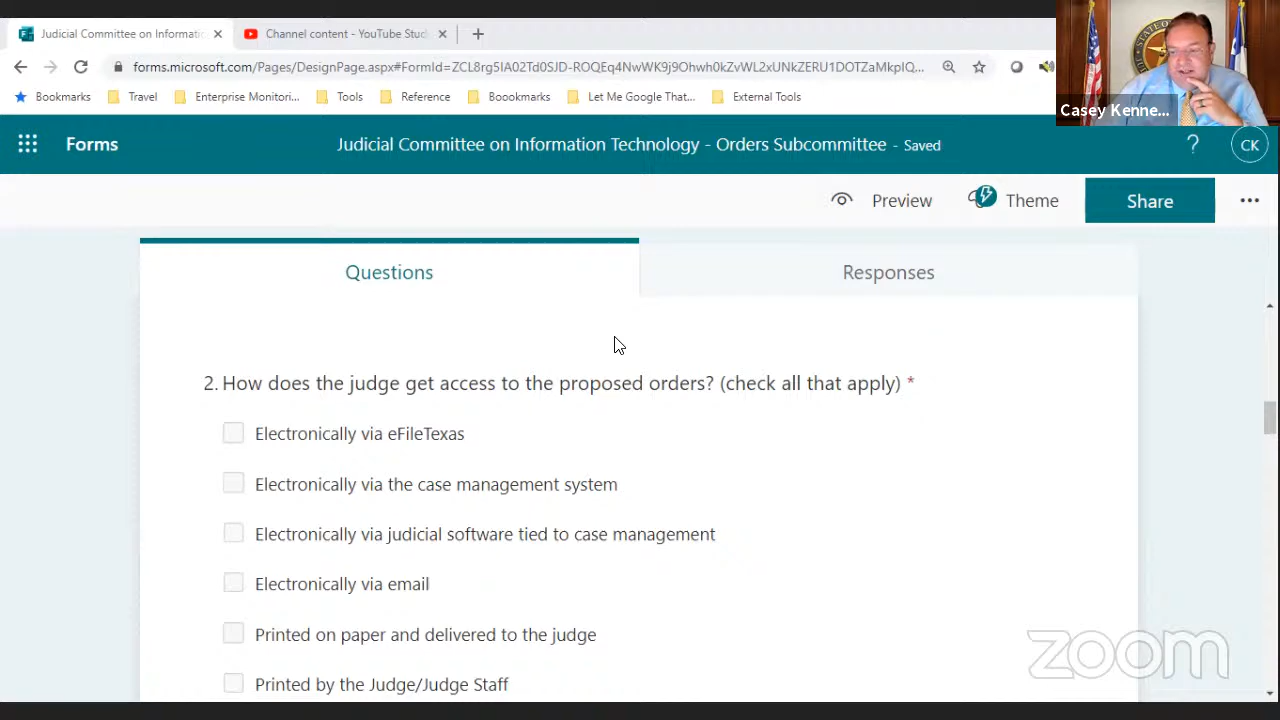 Judicial Committee on Informatic
Channel content - YouTube Stud
forms.microsoft.com/Pages/DesignPage.aspx#FormId=ZCL8rg5IA02Td0SJD-ROQEq4NwWK9j9Ohwh0kZvWL2xUNkZERU1DOTZaMkpIQ...
Bookmarks
Travel
Enterprise Monitori...
Tools
Reference
Boookmarks
Let Me Google That...
External Tools
Casey Kenne...
Forms
Judicial Committee on Information Technology - Orders Subcommittee - Saved
?
CK
Preview
Theme
Share
Questions
Responses
2. How does the judge get access to the proposed orders? (check all that apply) *
Electronically via eFileTexas
Electronically via the case management system
Electronically via judicial software tied to case management
Electronically via email
Printed on paper and delivered to the judge
Printed by the Judge/Judge Staff
zoom